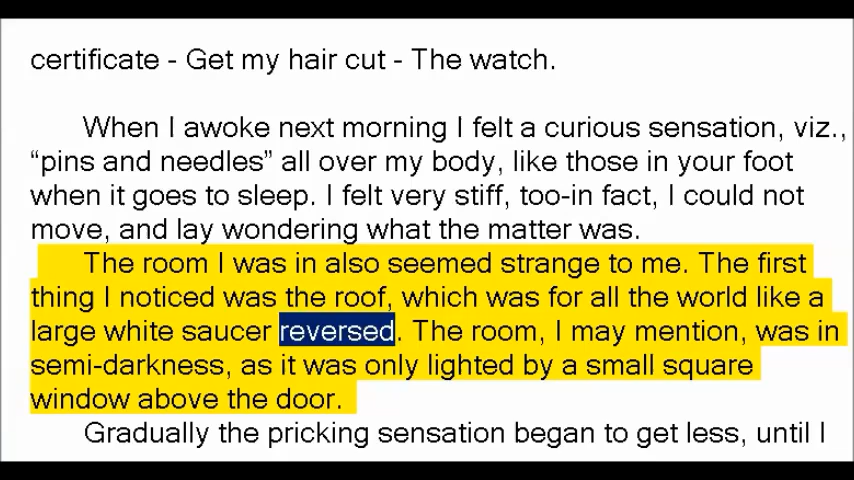 certificate - Get my hair cut - The watch.
When I awoke next morning I felt a curious sensation, viz.,
“pins and needles” all over my body, like those in your foot
when it goes to sleep. I felt very stiff, too-in fact, I could not
move, and lay wondering what the matter was.
The room I was in also seemed strange to me. The first
thing I noticed was the roof, which was for all the world like a
large white saucer reversed. The room, I may mention, was in
semi-darkness, as it was only lighted by a small square
window above the door.
Gradually the pricking sensation began to get less, until I